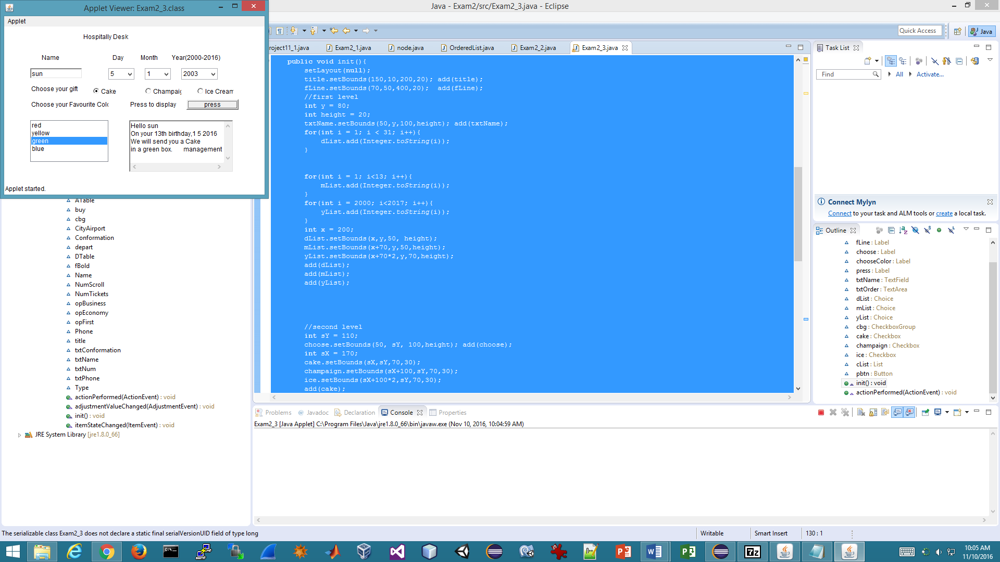 Applet Viewer: Exam2_3.class
Applet
Hospitally Desk
Name Day Month Year(2000-2016)
sun 5 1 2003
Choose your gift Cake Champaig Ice Cream
Choose your Favourite Colo Press to display press
red
yellow
green
blue
Hello sun
On your 13th birthday,1 5 2016
We will send you a Cake
in a green box. management
Applet started.
ATable
buy
cbg
CityAirport
Conformation
depart
DTable
fBold
Name
NumScroll
NumTickets
opBusiness
opEconomy
opFirst
Phone
title
txtConformation
txtName
txtNum
txtPhone
Type
actionPerformed(ActionEvent) : void
adjustmentValueChanged(AdjustmentEvent) : void
init() : void
itemStateChanged(ItemEvent) : void
JRE System Library [jre1.8.0_66]
Java - Exam2/src/Exam2_3.java - Eclipse
Quick Access Java
roject11_1.java Exam2_1.java node.java OrderedList.java Exam2_2.java Exam2_3.java
public void init(){
setLayout(null);
title.setBounds(150,10,200,20); add(title);
fLine.setBounds(70,50,400,20);  add(fLine);
//first level
int y = 80;
int height = 20;
txtName.setBounds(50,y,100,height); add(txtName);
for(int i = 1; i < 31; i++){
dList.add(Integer.toString(i));
}
for(int i = 1; i<13; i++){
mList.add(Integer.toString(i));
}
for(int i = 2000; i<2017; i++){
yList.add(Integer.toString(i));
}
int x = 200;
dList.setBounds(x,y,50, height);
mList.setBounds(x+70,y,50,height);
yList.setBounds(x+70*2,y,70,height);
add(dList);
add(mList);
add(yList);
//second level
int sY = 110;
choose.setBounds(50, sY, 100,height); add(choose);
int sX = 170;
cake.setBounds(sX,sY,70,30);
champaign.setBounds(sX+100,sY,70,30);
ice.setBounds(sX+100*2,sY,70,30);
add(cake);
Task List
Find All Activate...
Connect Mylyn
Connect to your task and ALM tools or create a local task.
Outline
fLine : Label
choose : Label
chooseColor : Label
press : Label
txtName : TextField
txtOrder : TextArea
dList : Choice
mList : Choice
yList : Choice
cbg : CheckboxGroup
cake : Checkbox
champaign : Checkbox
ice : Checkbox
cList : List
pbtn : Button
init() : void
actionPerformed(ActionEvent) : void
Problems @ Javadoc Declaration Console Properties
Exam2_3 [Java Applet] C:\Program Files\Java\jre1.8.0_66\bin\javaw.exe (Nov 10, 2016, 10:04:59 AM)
The serializable class Exam2_3 does not declare a static final serialVersionUID field of type long
Writable Smart Insert 130 : 1
10:05 AM
11/10/2016